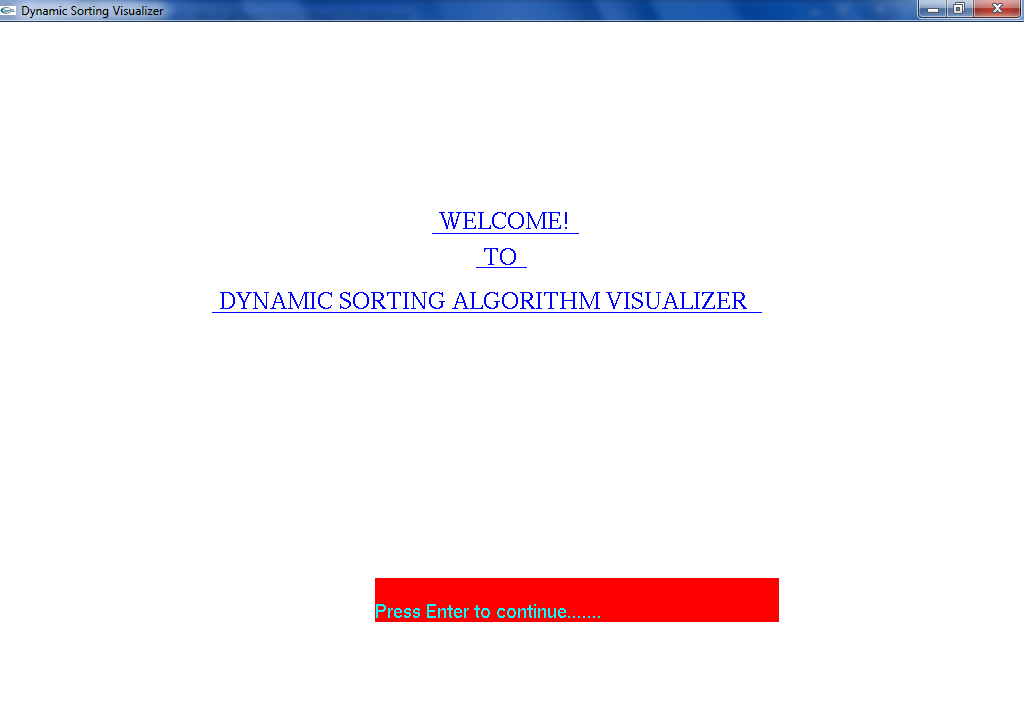 Dynamic Sorting Visualizer
WELCOME!
TO
DYNAMIC SORTING ALGORITHM VISUALIZER
Press Enter to continue.......